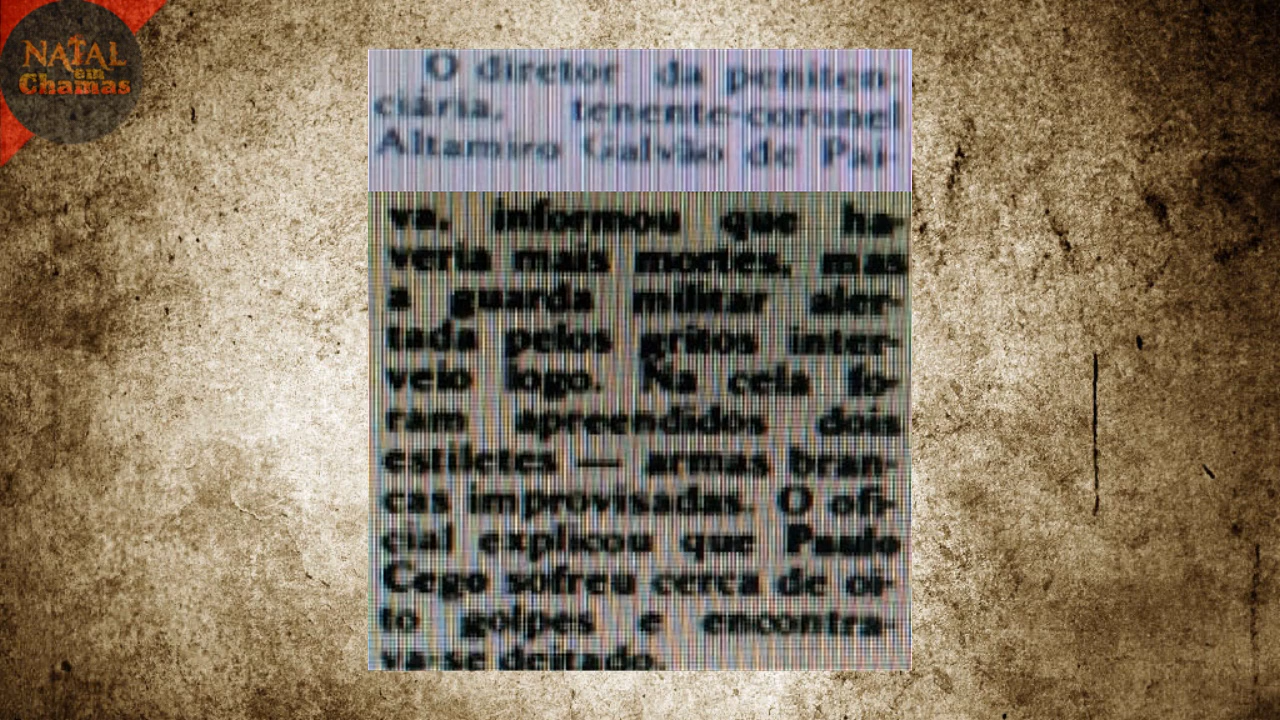 NATAL
em
Chamas
O diretor da peniten-
ciária, tenente-coronel
Altamiro Galvão de Pai-
va, informou que ha-
veria mais mortes, mas
a guarda militar aler-
tada pelos gritos inter-
veio logo. Na cela fo-
ram apreendidos dois
estiletes — armas bran-
cas improvisadas. O ofi-
cial explicou que Paulo
Cego sofreu cerca de oi-
to golpes e encontra-
va-se deitado.